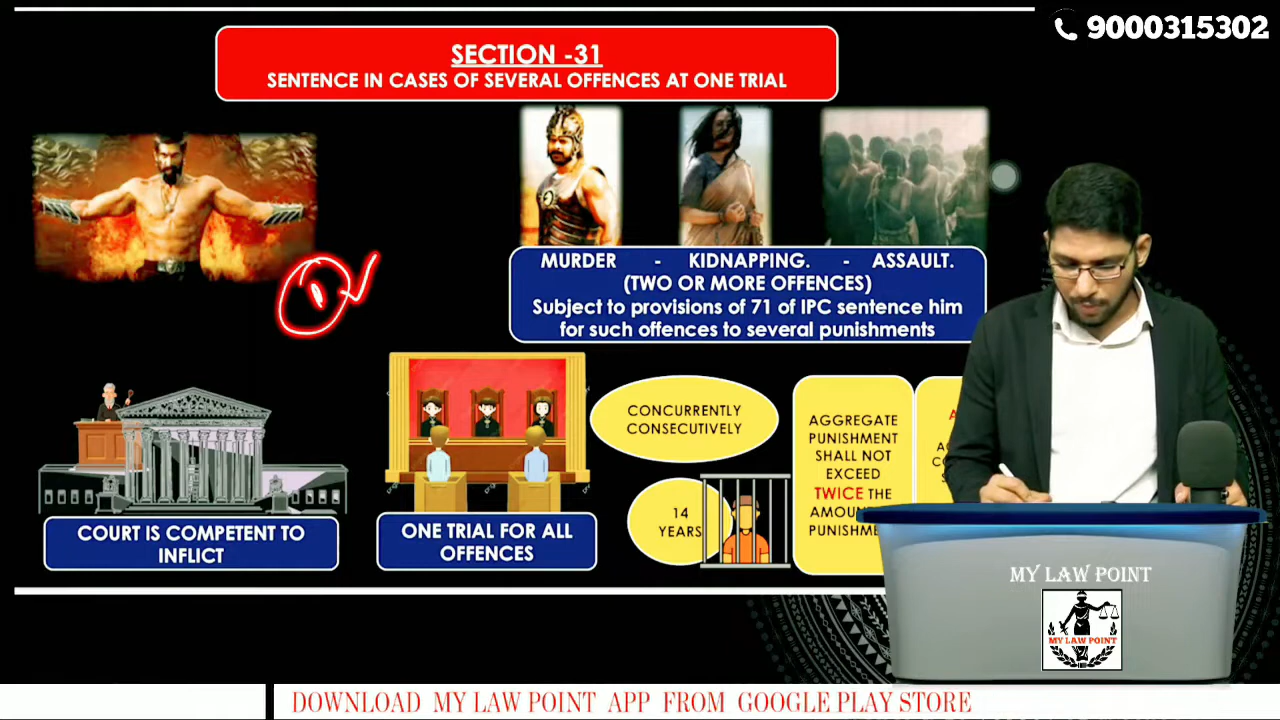 9000315302
SECTION -31
SENTENCE IN CASES OF SEVERAL OFFENCES AT ONE TRIAL
MURDER - KIDNAPPING. - ASSAULT.
(TWO OR MORE OFFENCES)
Subject to provisions of 71 of IPC sentence him
for such offences to several punishments
COURT IS COMPETENT TO
INFLICT
ONE TRIAL FOR ALL
OFFENCES
CONCURRENTLY
CONSECUTIVELY
14
YEARS
AGGREGATE
PUNISHMENT
SHALL NOT
EXCEED
TWICE THE
MY LAW POINT
MY LAW POINT
DOWNLOAD MY LAW POINT APP FROM GOOGLE PLAY STORE